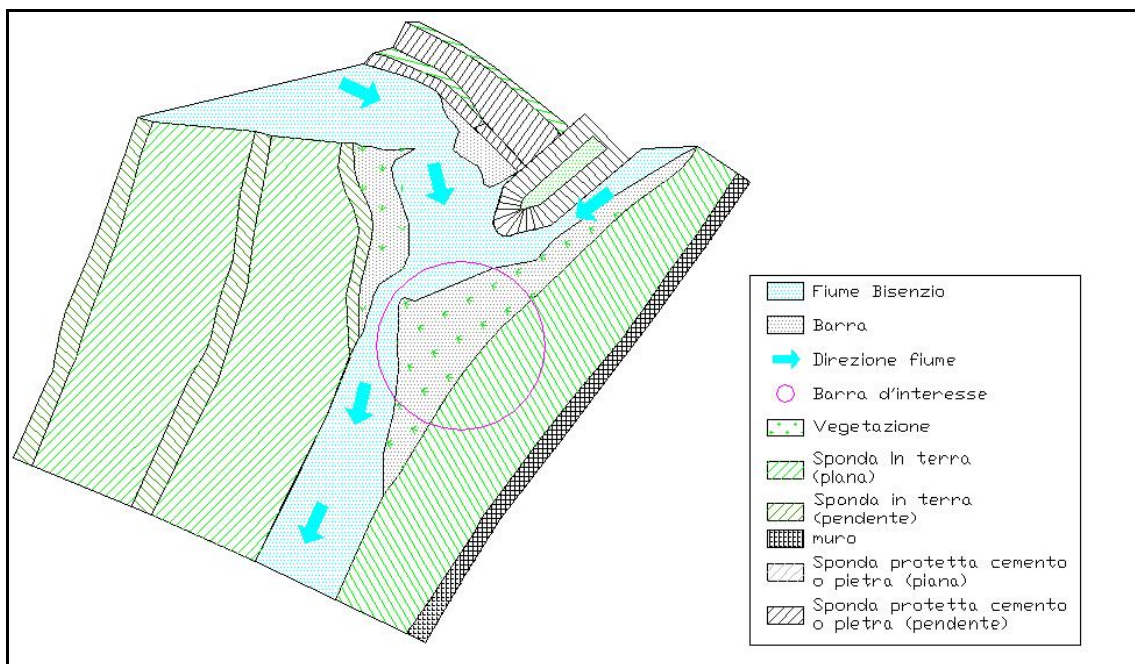 Fiume Bisenzio
Barra
Direzione fiume
Barra d'interesse
Vegetazione
Sponda In terra
(piana)
Sponda in terra
(pendente)
muro
Sponda protetta cemento
o pietra (piana)
Sponda protetta cemento
o pietra (pendente)